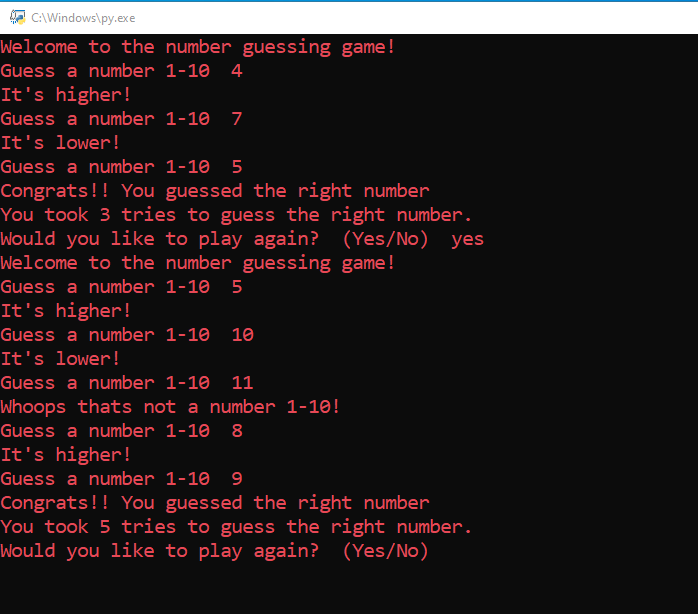 C:\Windows\py.exe
Welcome to the number guessing game!
Guess a number 1-10  4
It's higher!
Guess a number 1-10  7
It's lower!
Guess a number 1-10  5
Congrats!! You guessed the right number
You took 3 tries to guess the right number.
Would you like to play again?  (Yes/No)  yes
Welcome to the number guessing game!
Guess a number 1-10  5
It's higher!
Guess a number 1-10  10
It's lower!
Guess a number 1-10  11
Whoops thats not a number 1-10!
Guess a number 1-10  8
It's higher!
Guess a number 1-10  9
Congrats!! You guessed the right number
You took 5 tries to guess the right number.
Would you like to play again?  (Yes/No)